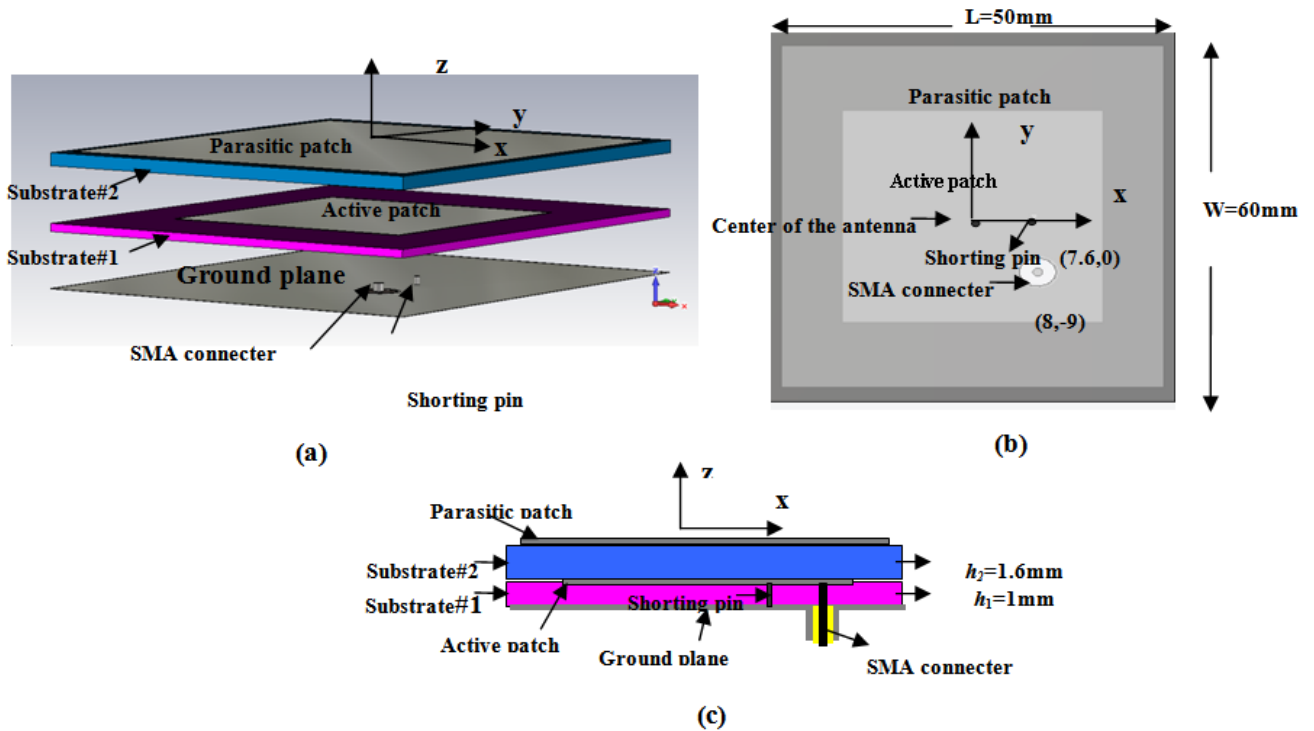 z
y
Parasitic patch
x
Substrate#2
Active patch
Substrate#1
Ground plane
SMA connecter
Shorting pin
(a)
L=50mm
Parasitic patch
y
Active patch
x
W=60mm
Center of the antenna
Shorting pin (7.6,0)
SMA connecter
(8,-9)
(b)
z
x
Parasitic patch
Substrate#2
h2=1.6mm
Substrate#1
Shorting pin
h1=1mm
Active patch
Ground plane
SMA connecter
(c)